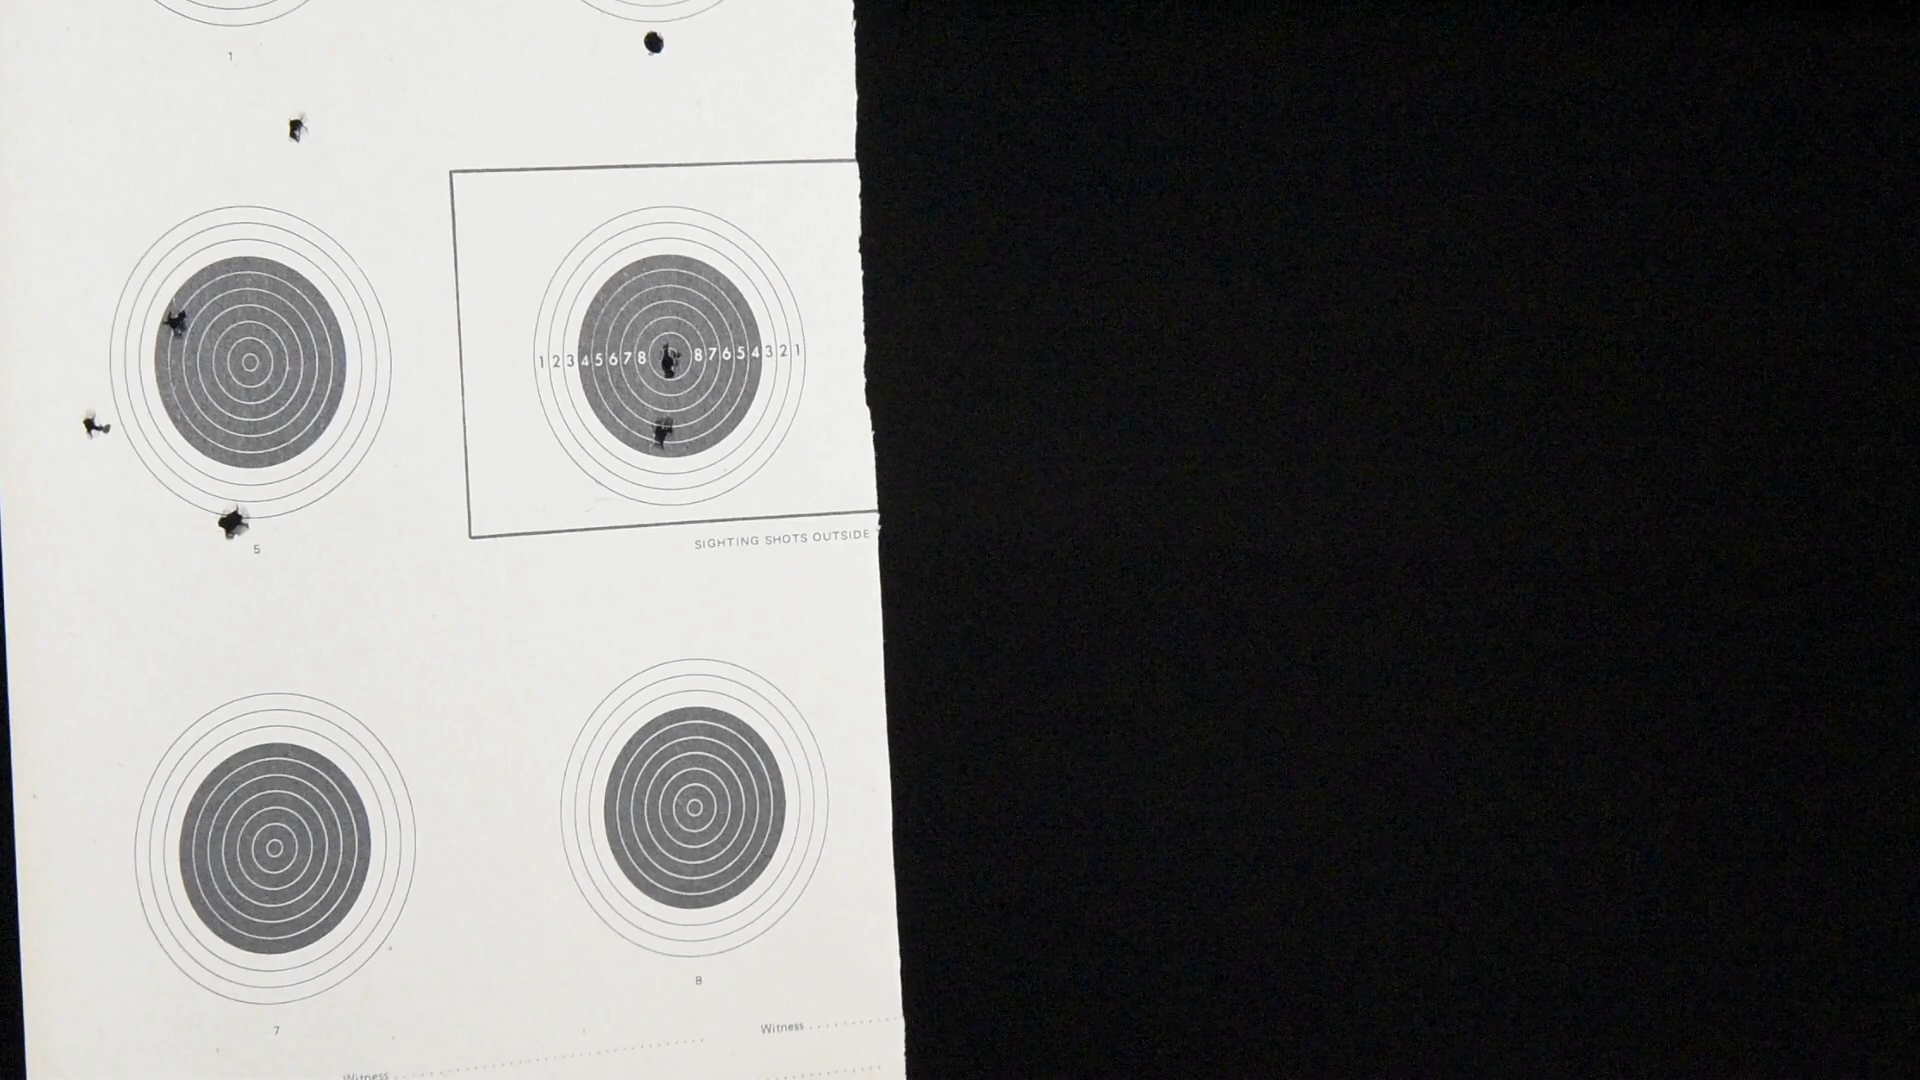 1
1 2 3 4 5 6 7 8 8 7 6 5 4 3 2 1
SIGHTING SHOTS OUTSIDE
5
8
7
Witness
Witness